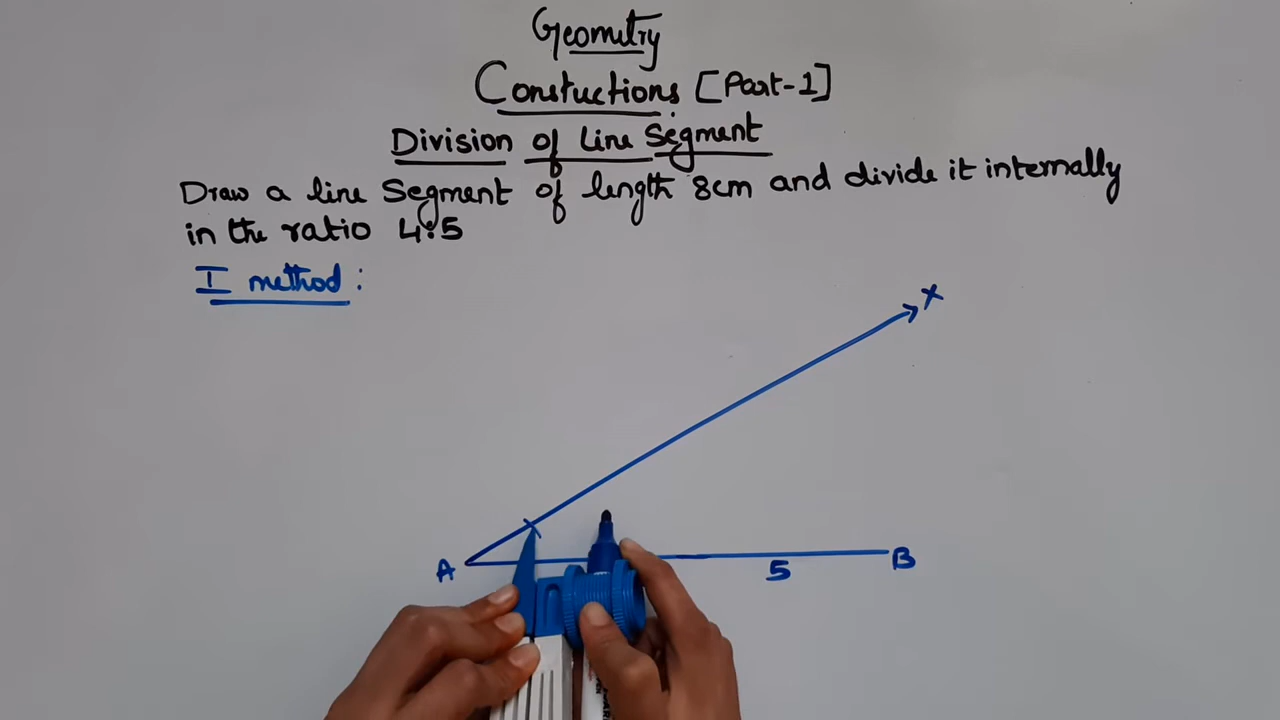 Geometry
Constuctions [Part-1]
Division of Line Segment
Draw a line Segment of length 8cm and divide it internally
in the ratio 4:5
I method:
X
A 5 B